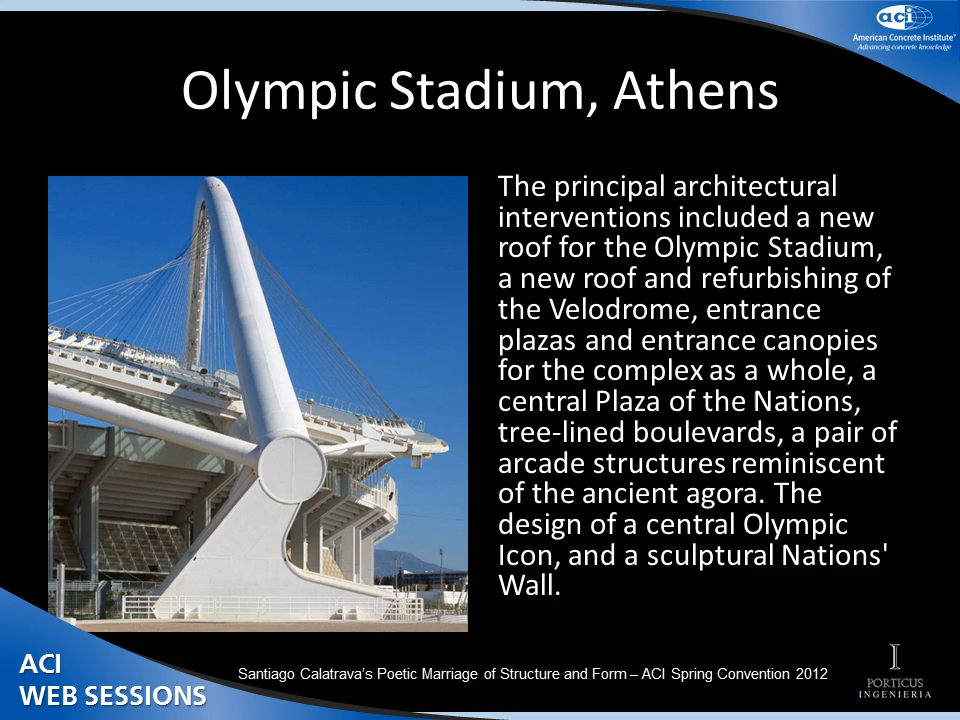 aci
American Concrete Institute®
Advancing concrete knowledge
Olympic Stadium, Athens
The principal architectural
interventions included a new
roof for the Olympic Stadium,
a new roof and refurbishing of
the Velodrome, entrance
plazas and entrance canopies
for the complex as a whole, a
central Plaza of the Nations,
tree-lined boulevards, a pair of
arcade structures reminiscent
of the ancient agora. The
design of a central Olympic
Icon, and a sculptural Nations'
Wall.
ACI
WEB SESSIONS
Santiago Calatrava’s Poetic Marriage of Structure and Form – ACI Spring Convention 2012
I
PORTICUS
INGENIERIA